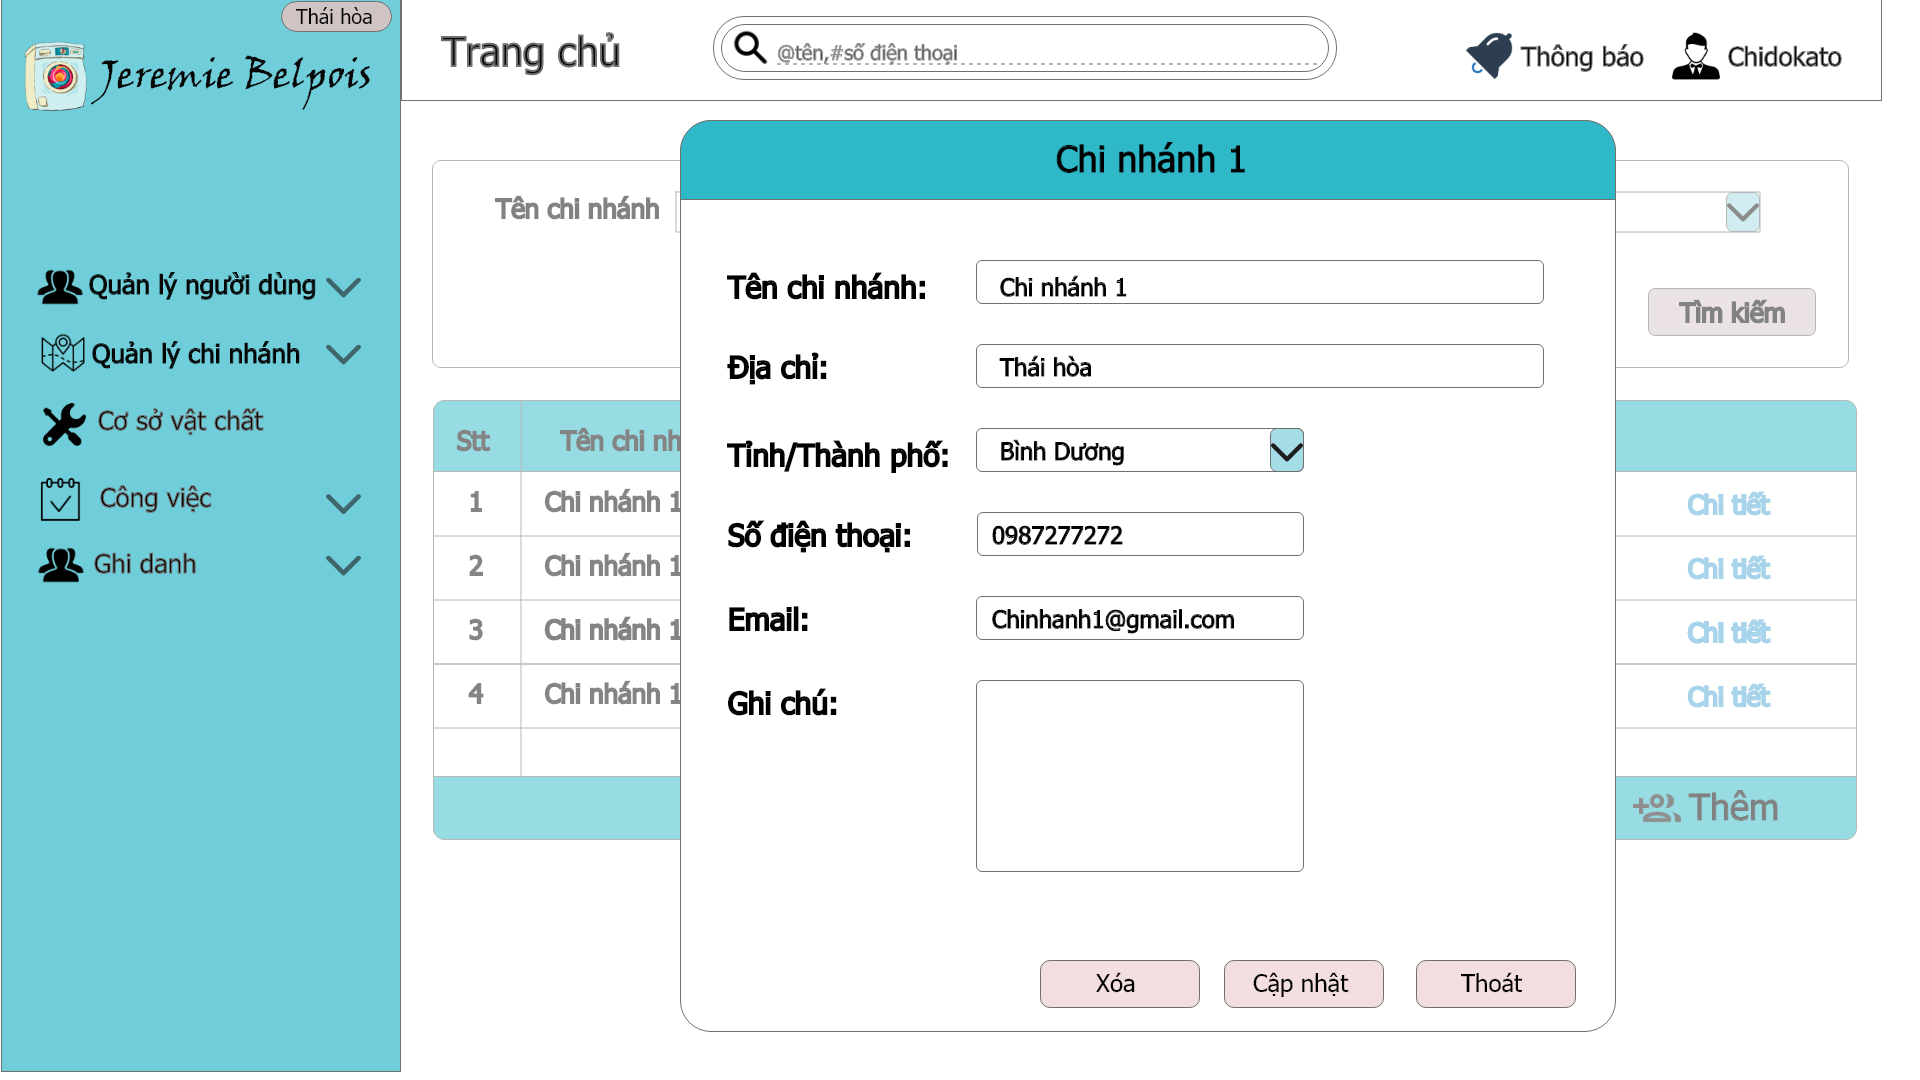 Thái hòa
Jeremie Belpois
Trang chủ
@tên,#số điện thoại
Thông báo
Chidokato
Quản lý người dùng
Quản lý chi nhánh
Cơ sở vật chất
Công việc
Ghi danh
Tên chi nhánh
Tìm kiếm
Stt
Tên chi nh
1
Chi nhánh 1
Chi tiết
2
Chi nhánh 1
Chi tiết
3
Chi nhánh 1
Chi tiết
4
Chi nhánh 1
Chi tiết
Thêm
Chi nhánh 1
Tên chi nhánh:
Chi nhánh 1
Địa chỉ:
Thái hòa
Tỉnh/Thành phố:
Bình Dương
Số điện thoại:
0987277272
Email:
Chinhanh1@gmail.com
Ghi chú:
Xóa
Cập nhật
Thoát